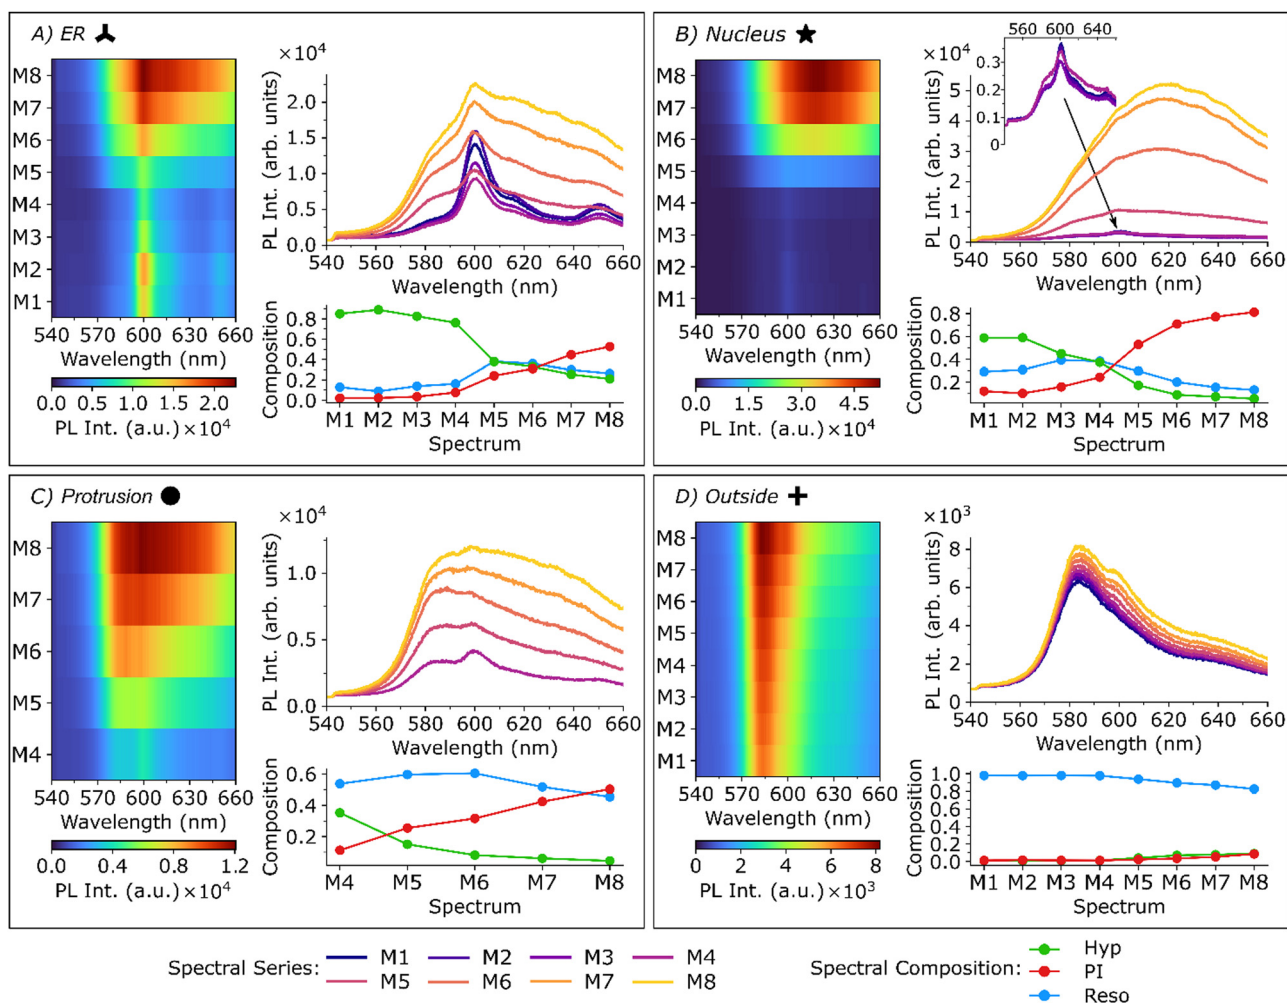 A) ER
M8
M7
M6
M5
M4
M3
M2
M1
540 570 600 630 660
Wavelength (nm)
0.0 0.5 1.0 1.5 2.0
PL Int. (a.u.) ×10⁴
×10⁴
PL Int. (arb. units)
2.0
1.5
1.0
0.5
0.0
540 560 580 600 620 640 660
Wavelength (nm)
Composition
0.8
0.6
0.4
0.2
0.0
M1 M2 M3 M4 M5 M6 M7 M8
Spectrum
B) Nucleus
M8
M7
M6
M5
M4
M3
M2
M1
540 570 600 630 660
Wavelength (nm)
0.0 1.5 3.0 4.5
PL Int. (a.u.) ×10⁴
560 600 640
0.3
0.2
0.1
0
×10⁴
PL Int. (arb. units)
5
4
3
2
1
0
540 560 580 600 620 640 660
Wavelength (nm)
Composition
0.8
0.6
0.4
0.2
M1 M2 M3 M4 M5 M6 M7 M8
Spectrum
C) Protrusion
M8
M7
M6
M5
M4
540 570 600 630 660
Wavelength (nm)
0.0 0.4 0.8 1.2
PL Int. (a.u.) ×10⁴
×10⁴
PL Int. (arb. units)
1.0
0.5
0.0
540 560 580 600 620 640 660
Wavelength (nm)
Composition
0.6
0.4
0.2
M4 M5 M6 M7 M8
Spectrum
D) Outside
M8
M7
M6
M5
M4
M3
M2
M1
540 570 600 630 660
Wavelength (nm)
0 2 4 6 8
PL Int. (a.u.) ×10³
×10³
PL Int. (arb. units)
8
6
4
2
0
540 560 580 600 620 640 660
Wavelength (nm)
Composition
1.0
0.8
0.6
0.4
0.2
0.0
M1 M2 M3 M4 M5 M6 M7 M8
Spectrum
Spectral Series: M1 M2 M3 M4
M5 M6 M7 M8
Spectral Composition: Hyp
PI
Reso